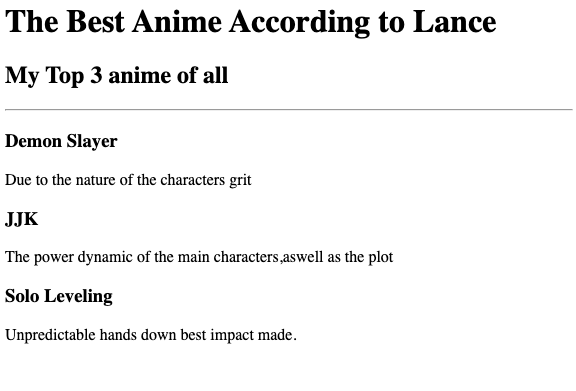 The Best Anime According to Lance
My Top 3 anime of all
Demon Slayer
Due to the nature of the characters grit
JJK
The power dynamic of the main characters,aswell as the plot
Solo Leveling
Unpredictable hands down best impact made.